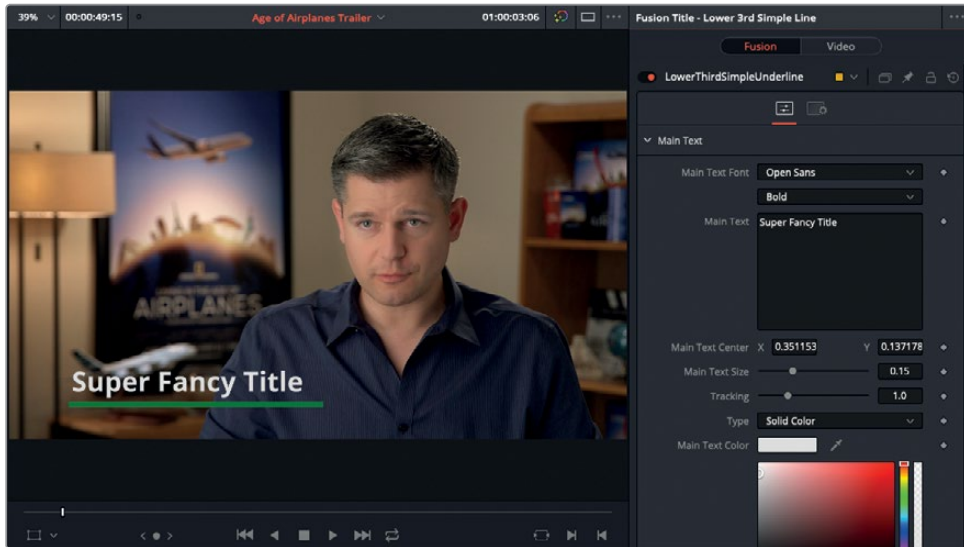 39%
00:00:49:15
Age of Airplanes Trailer
01:00:03:06
Fusion Title - Lower 3rd Simple Line
Fusion
Video
LowerThirdSimpleUnderline
Main Text
Main Text Font
Open Sans
Bold
Main Text
Super Fancy Title
AIRPLANES
Super Fancy Title
Main Text Center X 0.351153 Y 0.137178
Main Text Size 0.15
Tracking 1.0
Type Solid Color
Main Text Color